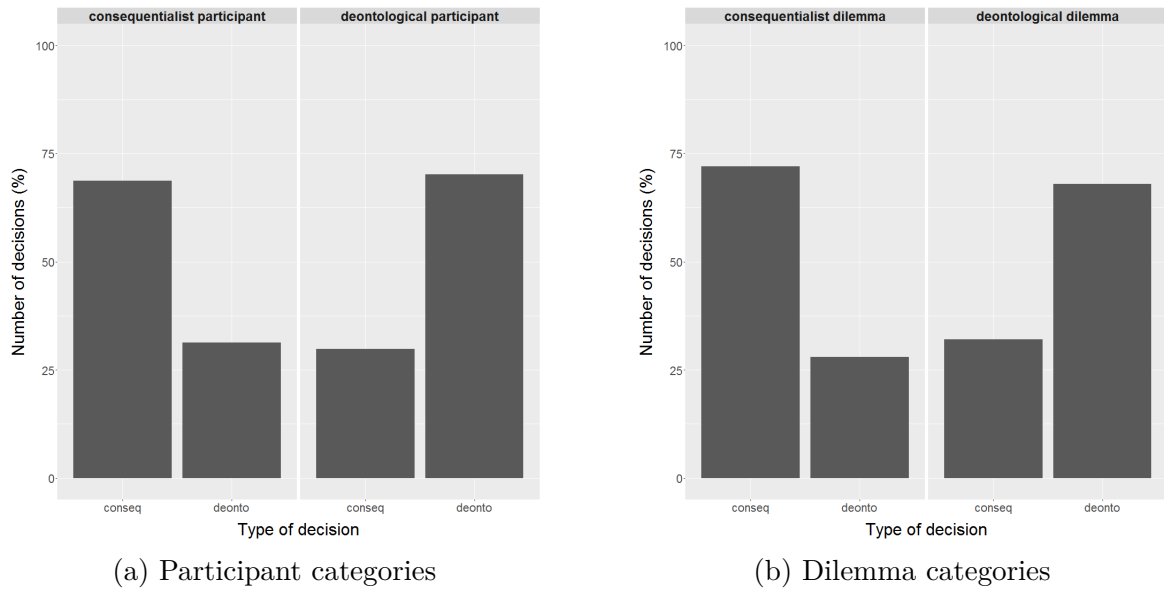 consequentialist participant
deontological participant
100
75
50
25
0
Number of decisions (%)
conseq
deonto
conseq
deonto
Type of decision
(a) Participant categories
consequentialist dilemma
deontological dilemma
100
75
50
25
0
Number of decisions (%)
conseq
deonto
conseq
deonto
Type of decision
(b) Dilemma categories